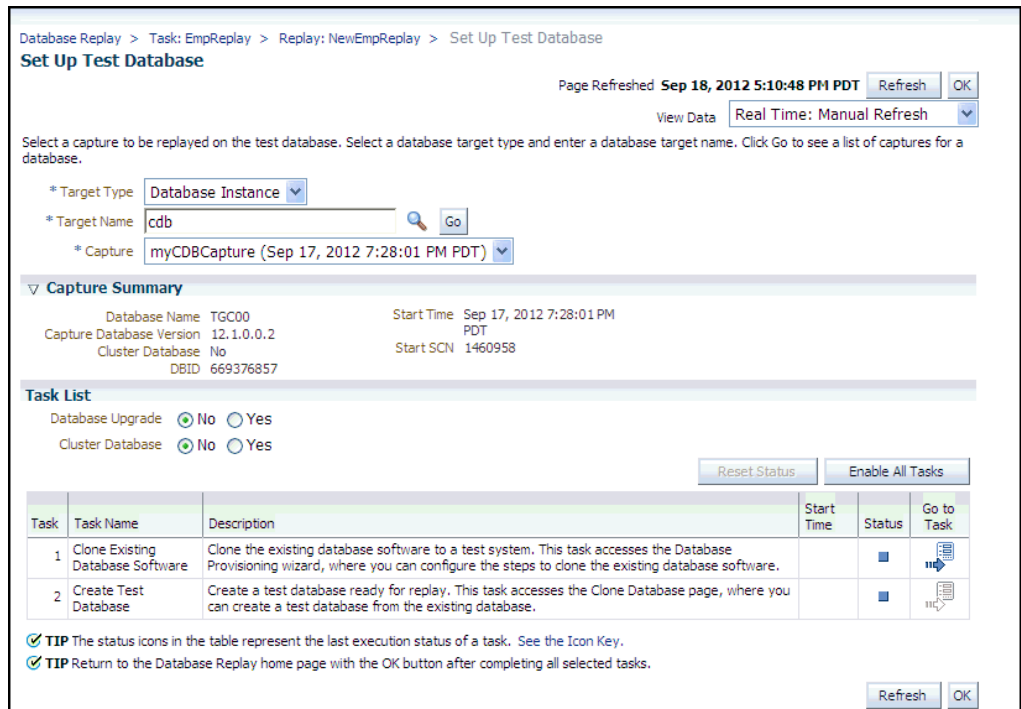 Database Replay > Task: EmpReplay > Replay: NewEmpReplay > Set Up Test Database
Set Up Test Database
Page Refreshed Sep 18, 2012 5:10:48 PM PDT Refresh OK
View Data Real Time: Manual Refresh
Select a capture to be replayed on the test database. Select a database target type and enter a database target name. Click Go to see a list of captures for a
database.
* Target Type Database Instance
* Target Name cdb Go
* Capture myCDBCapture (Sep 17, 2012 7:28:01 PM PDT)
Capture Summary
Database Name TGC00 Start Time Sep 17, 2012 7:28:01 PM
PDT
Capture Database Version 12.1.0.0.2
Cluster Database No Start SCN 1460958
DBID 669376857
Task List
Database Upgrade No Yes
Cluster Database No Yes
Reset Status Enable All Tasks
Task Task Name Description Start Time Status Go to Task
1 Clone Existing Database Software Clone the existing database software to a test system. This task accesses the Database
Provisioning wizard, where you can configure the steps to clone the existing database software.
2 Create Test Database Create a test database ready for replay. This task accesses the Clone Database page, where you
can create a test database from the existing database.
TIP The status icons in the table represent the last execution status of a task. See the Icon Key.
TIP Return to the Database Replay home page with the OK button after completing all selected tasks.
Refresh OK